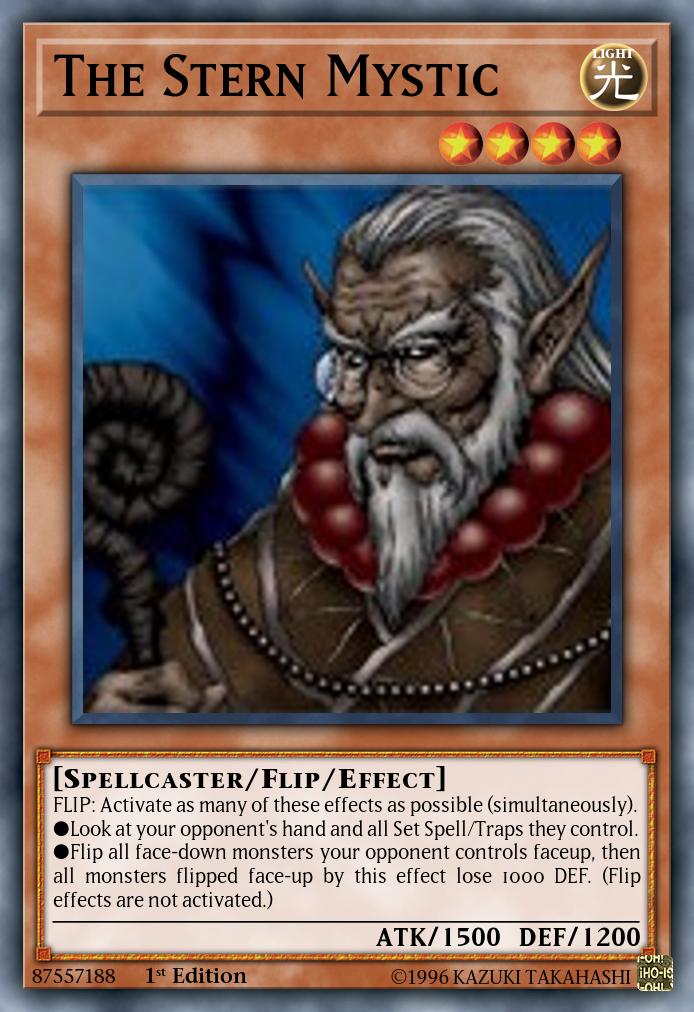 The Stern Mystic
LIGHT
光
[Spellcaster/Flip/Effect]
FLIP: Activate as many of these effects as possible (simultaneously).
●Look at your opponent's hand and all Set Spell/Traps they control.
●Flip all face-down monsters your opponent controls faceup, then
all monsters flipped face-up by this effect lose 1000 DEF. (Flip
effects are not activated.)
ATK/1500 DEF/1200
87557188 1st Edition ©1996 KAZUKI TAKAHASHI